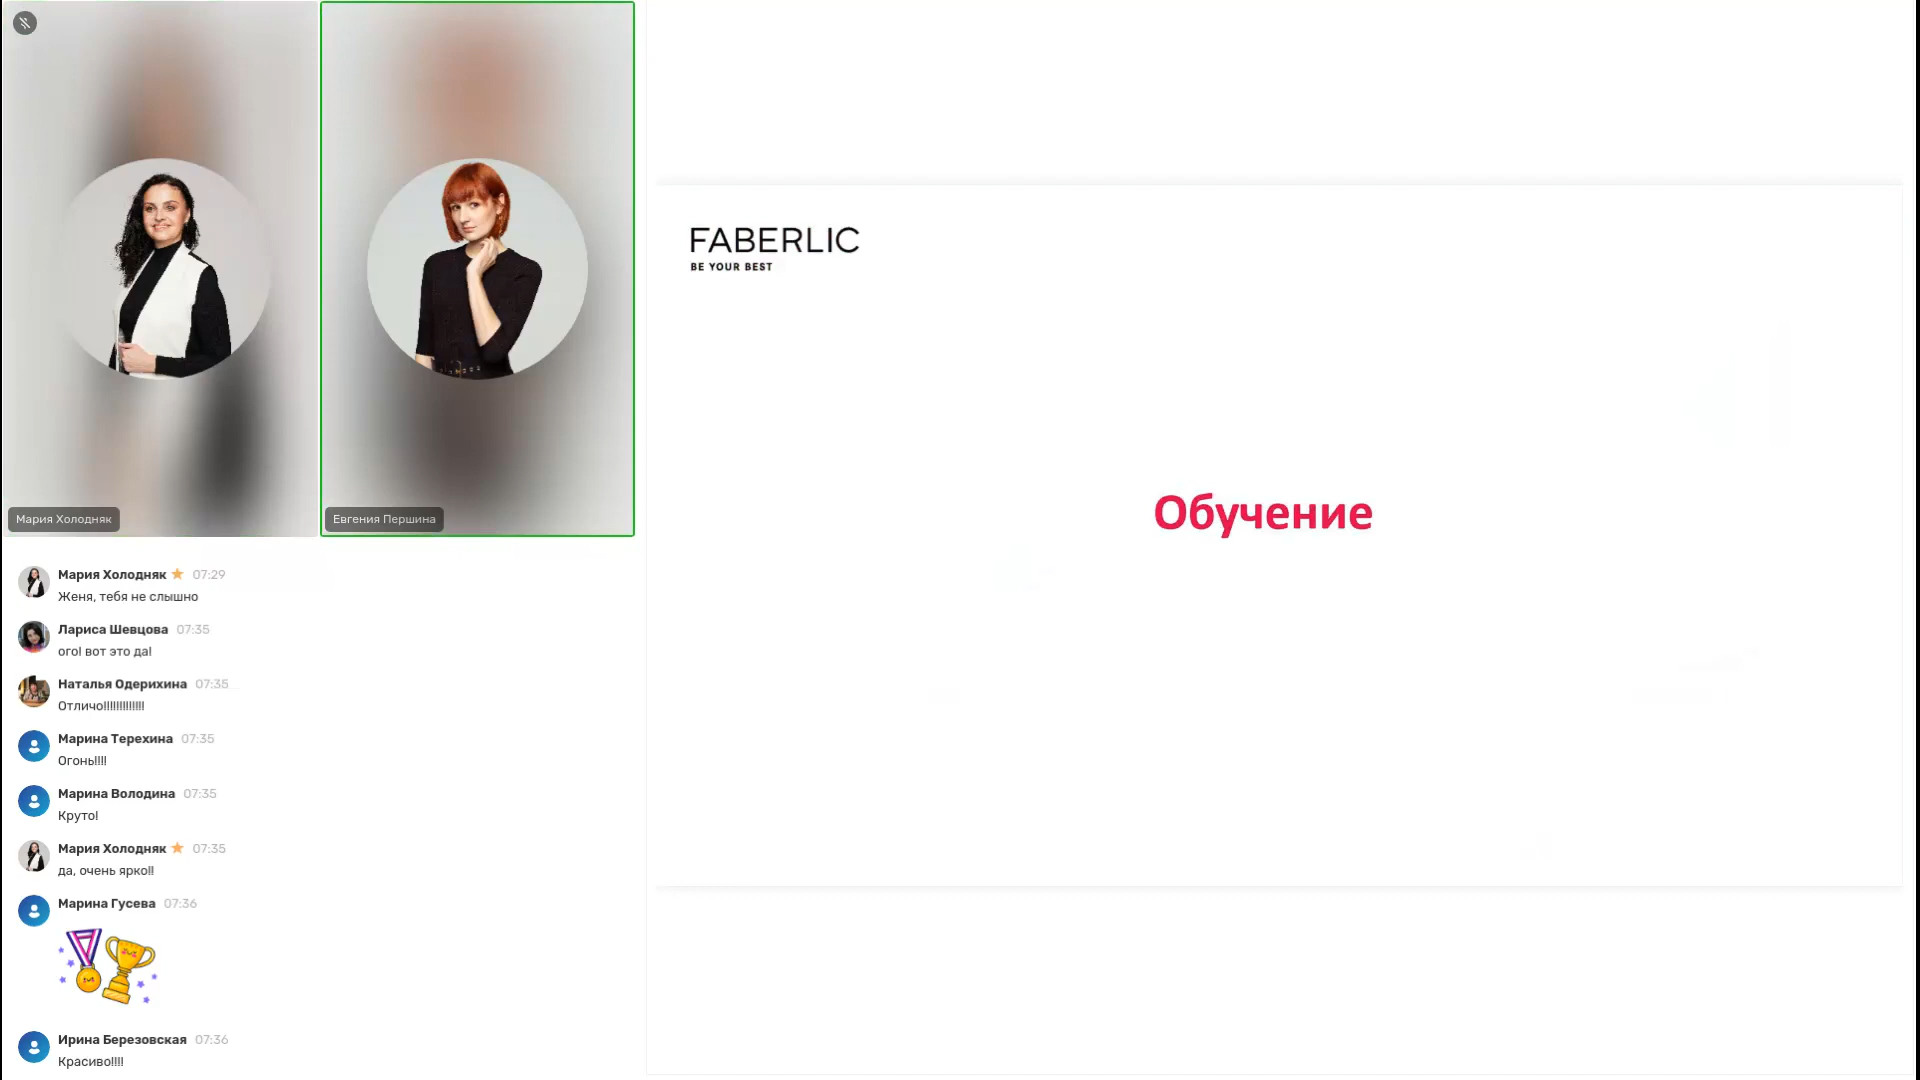 Мария Холодняк
Евгения Першина
Мария Холодняк 07:29
Женя, тебя не слышно
Лариса Шевцова 07:35
ого! вот это да!
Наталья Одерихина 07:35
Отличо!!!!!!!!!!!!!
Марина Терехина 07:35
Огонь!!!!
Марина Володина 07:35
Круто!
Мария Холодняк 07:35
да, очень ярко!!
Марина Гусева 07:36
Ирина Березовская 07:36
Красиво!!!!
FABERLIC
BE YOUR BEST
Обучение